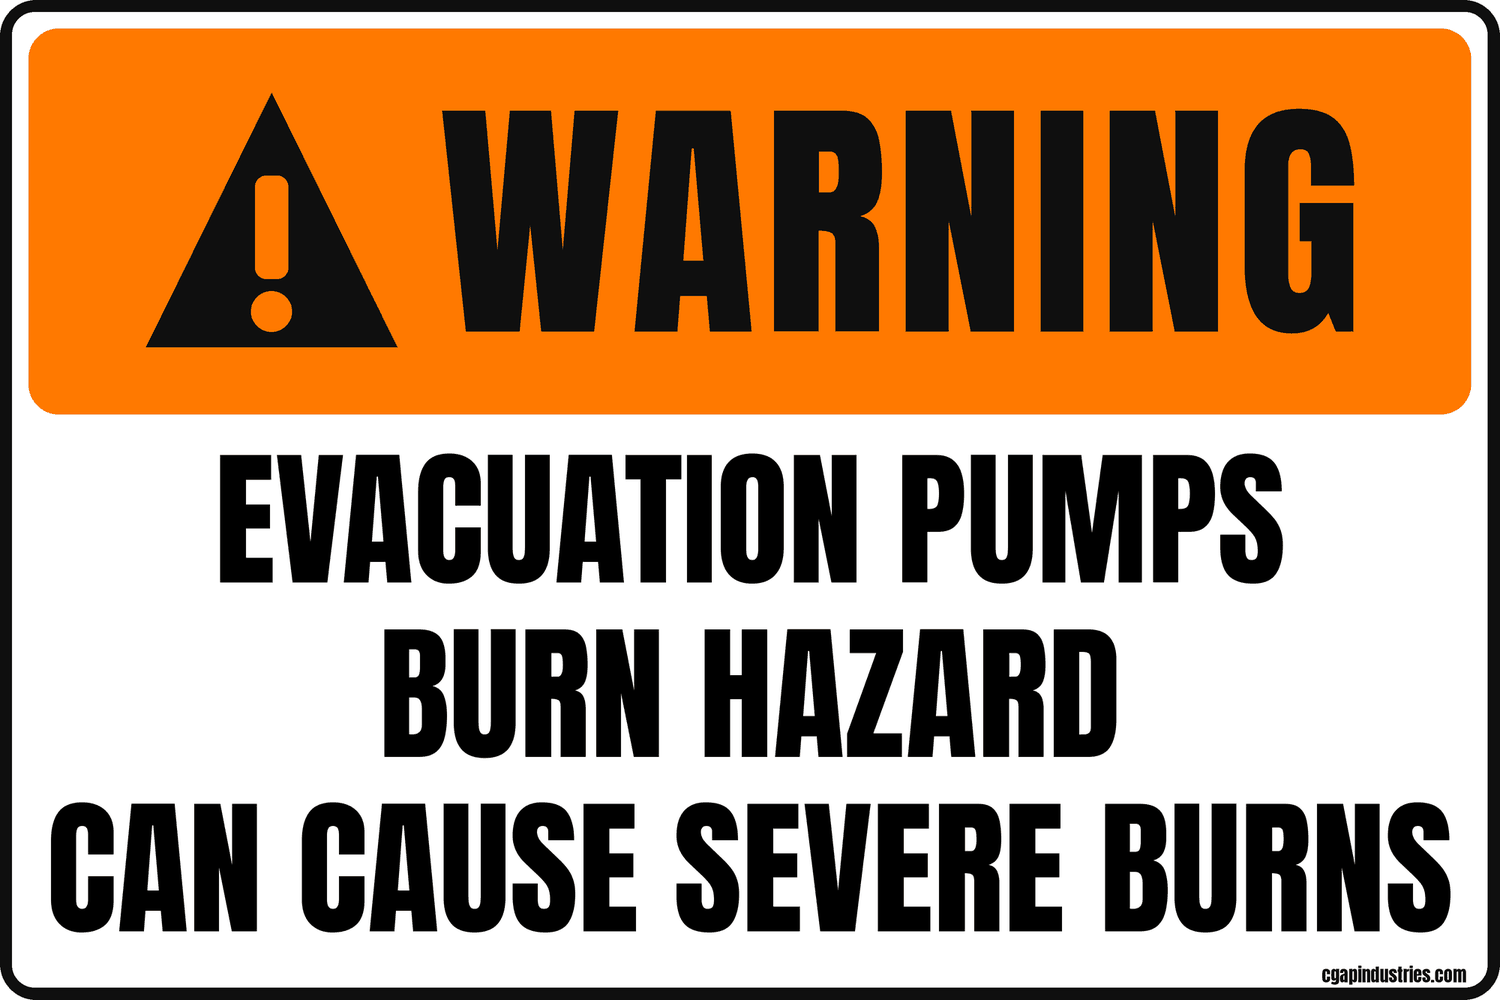 WARNING
EVACUATION PUMPS
BURN HAZARD
CAN CAUSE SEVERE BURNS
cgapindustries.com